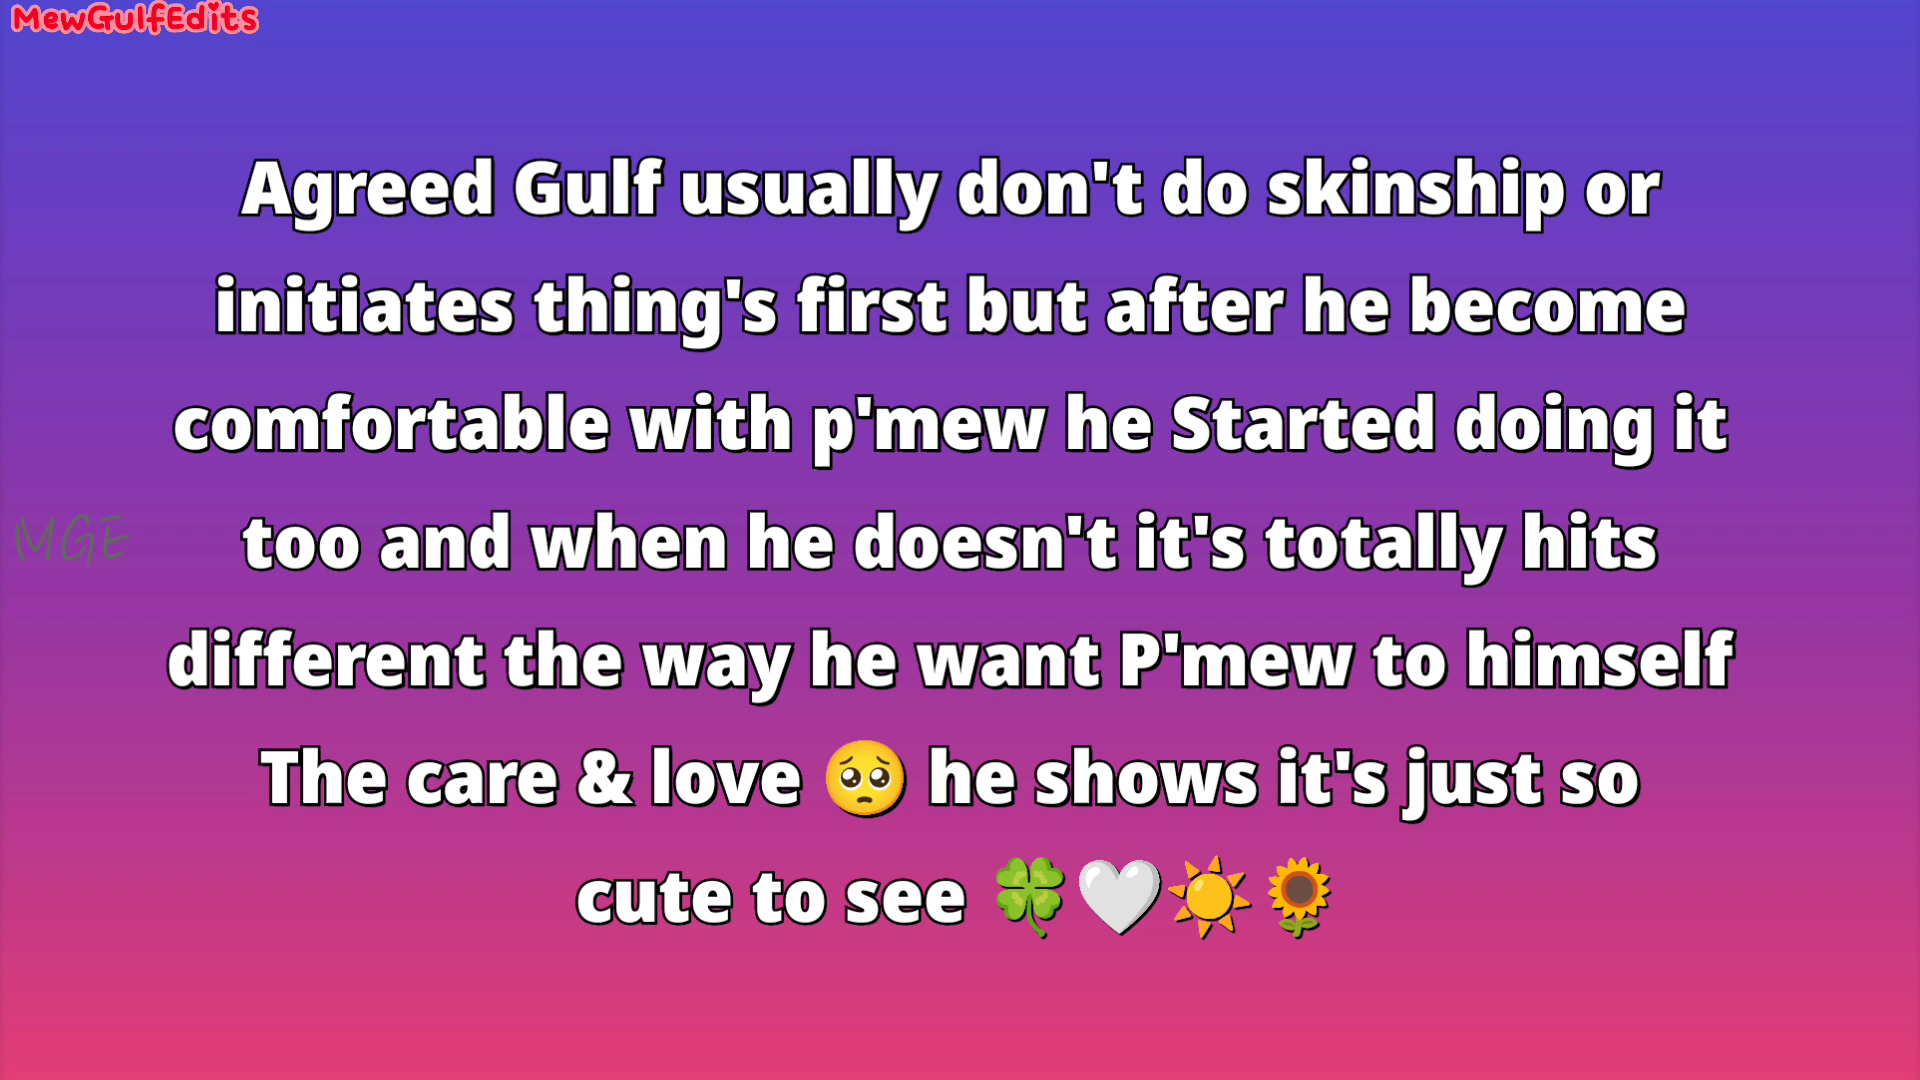 MewGulfEdits
Agreed Gulf usually don't do skinship or
initiates thing's first but after he become
comfortable with p'mew he Started doing it
MGE
too and when he doesn't it's totally hits
different the way he want P'mew to himself
The care & love 🥺 he shows it's just so
cute to see 🍀🤍☀️🌻